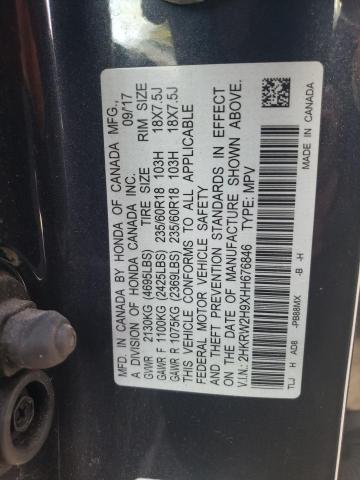 MFD. IN CANADA BY HONDA OF CANADA MFG.,
A DIVISION OF HONDA CANADA INC. 09/17
GVWR 2130KG (4695LBS) TIRE SIZE RIM SIZE
GAWR F 1100KG (2425LBS) 235/60R18 103H 18X7.5J
GAWR R 1075KG (2369LBS) 235/60R18 103H 18X7.5J
THIS VEHICLE CONFORMS TO ALL APPLICABLE
FEDERAL MOTOR VEHICLE SAFETY
AND THEFT PREVENTION STANDARDS IN EFFECT
ON THE DATE OF MANUFACTURE SHOWN ABOVE.
V.I.N.: 2HKRW2H9XHH676846 TYPE: MPV
TLJ H AD8 -PB88MX -B -H MADE IN CANADA